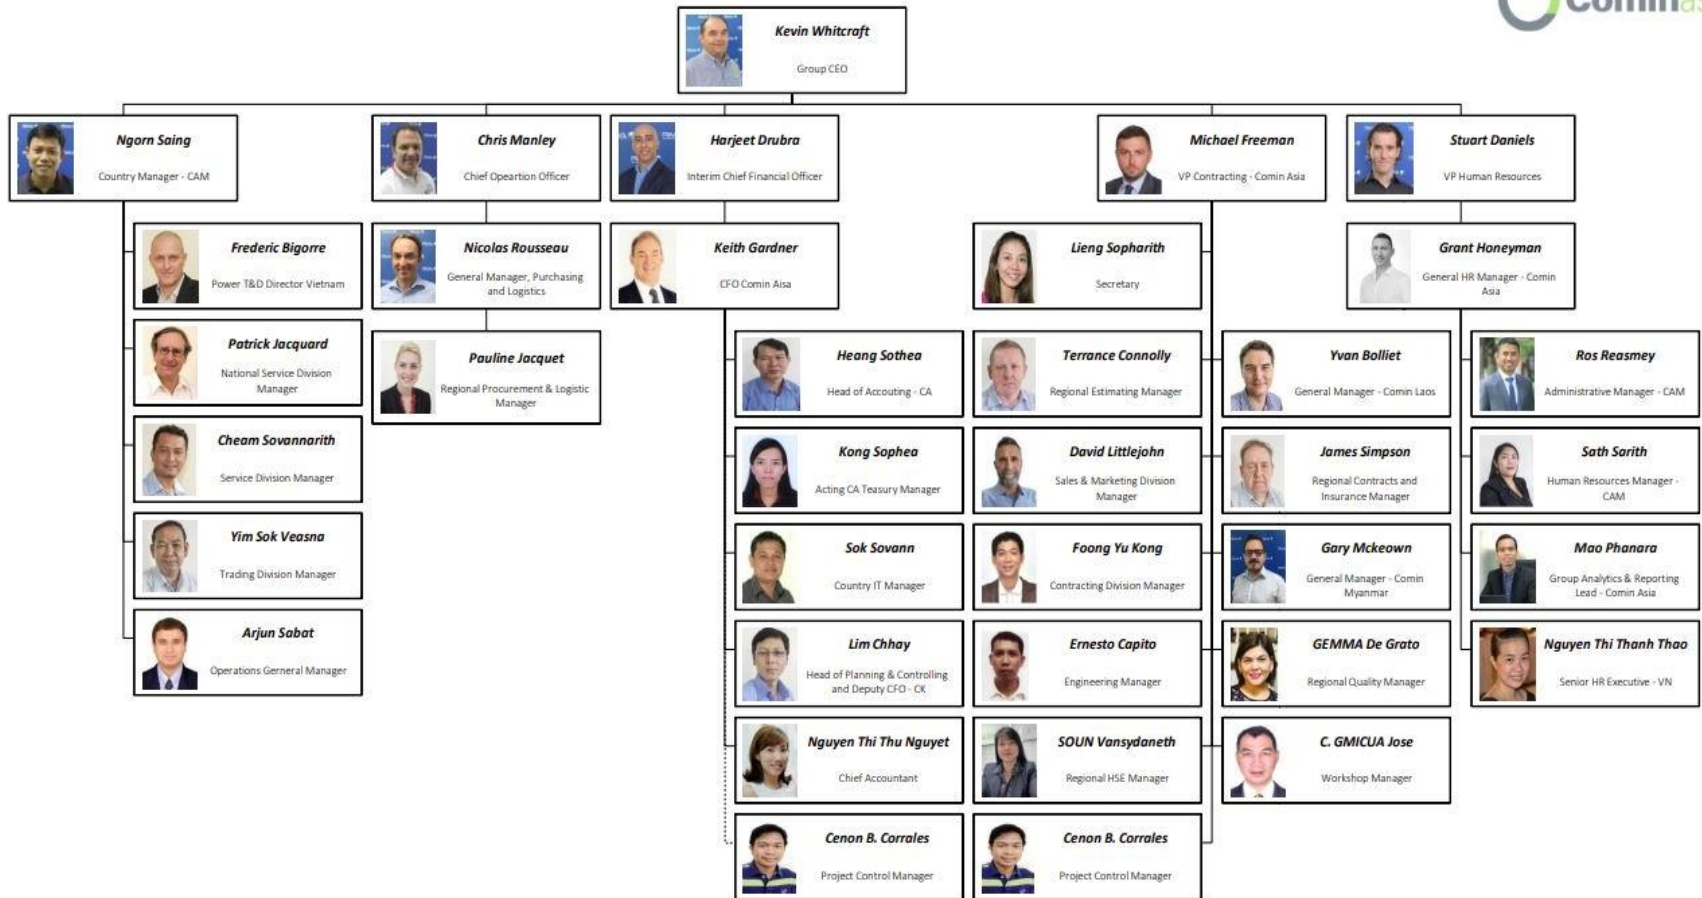 Cominas
Kevin Whitcraft
Group CEO
Ngorn Saing
Country Manager - CAM
Chris Manley
Chief Opeartion Officer
Harjeet Drubra
Interim Chief Financial Officer
Michael Freeman
VP Contracting - Comin Asia
Stuart Daniels
VP Human Resources
Frederic Bigorre
Power T&D Director Vietnam
Nicolas Rousseau
General Manager, Purchasing
and Logistics
Keith Gardner
CFO Comin Aisa
Lieng Sopharith
Secretary
Grant Honeyman
General HR Manager - Comin
Asia
Patrick Jacquard
National Service Division
Manager
Pauline Jacquet
Regional Procurement & Logistic
Manager
Heang Sothea
Head of Accouting - CA
Terrance Connolly
Regional Estimating Manager
Yvan Bolliet
General Manager - Comin Laos
Ros Reasmey
Administrative Manager - CAM
Cheam Sovannarith
Service Division Manager
Kong Sophea
Acting CA Teasury Manager
David Littlejohn
Sales & Marketing Division
Manager
James Simpson
Regional Contracts and
Insurance Manager
Sath Sarith
Human Resources Manager -
CAM
Yim Sok Veasna
Trading Division Manager
Sok Sovann
Country IT Manager
Foong Yu Kong
Contracting Division Manager
Gary Mckeown
General Manager - Comin
Myanmar
Mao Phanara
Group Analytics & Reporting
Lead - Comin Asia
Arjun Sabat
Operations Gerneral Manager
Lim Chhay
Head of Planning & Controlling
and Deputy CFO - CK
Ernesto Capito
Engineering Manager
GEMMA De Grato
Regional Quality Manager
Nguyen Thi Thanh Thao
Senior HR Executive - VN
Nguyen Thi Thu Nguyet
Chief Accountant
SOUN Vansydaneth
Regional HSE Manager
C. GMICUA Jose
Workshop Manager
Cenon B. Corrales
Project Control Manager
Cenon B. Corrales
Project Control Manager